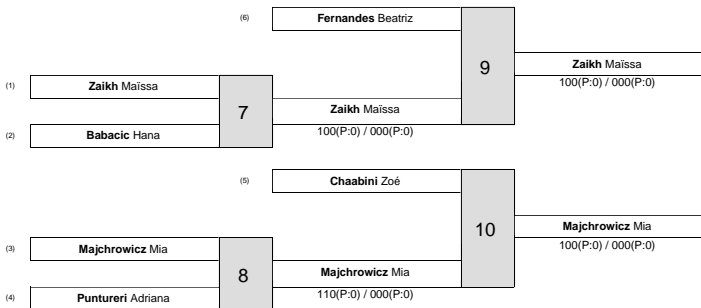 (6) Fernandes Beatriz
9
Zaikh Maïssa
100(P:0) / 000(P:0)
(1) Zaikh Maïssa
7
Zaikh Maïssa
100(P:0) / 000(P:0)
(2) Babacic Hana
(5) Chaabini Zoé
10
Majchrowicz Mia
100(P:0) / 000(P:0)
(3) Majchrowicz Mia
8
Majchrowicz Mia
110(P:0) / 000(P:0)
(4) Puntureri Adriana